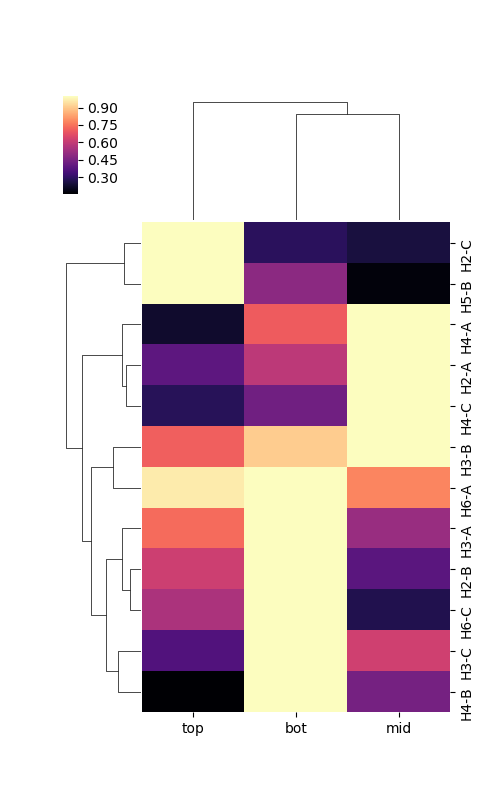 0.90
0.75
0.60
0.45
0.30
H2-C
H5-B
H4-A
H2-A
H4-C
H3-B
H6-A
H3-A
H2-B
H6-C
H3-C
H4-B
top bot mid